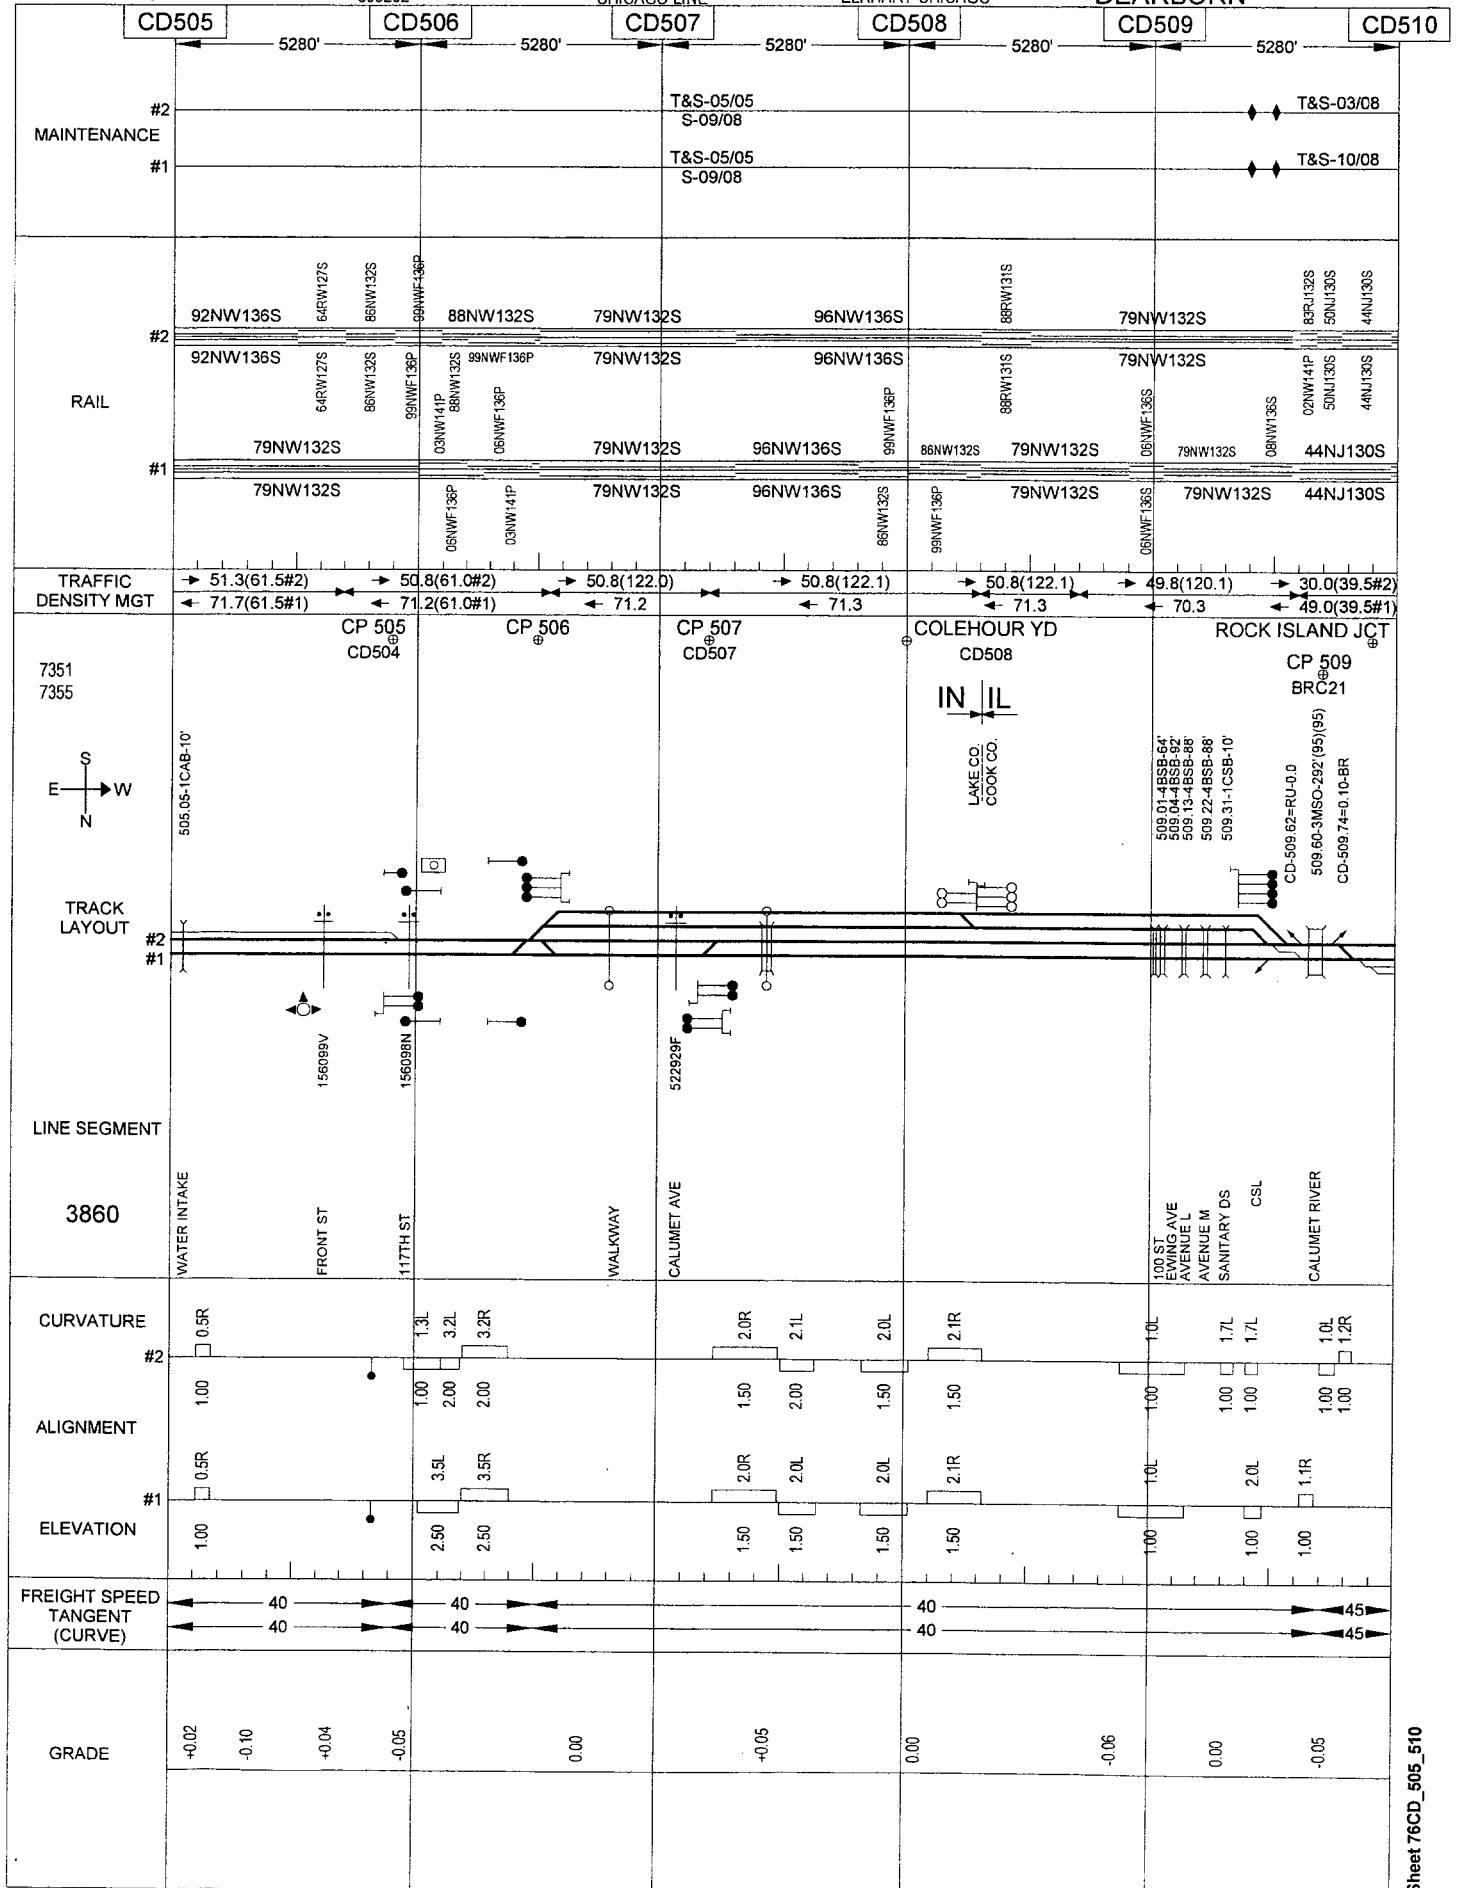 CHICAGO LINE
DEARBORN
CD505 CD506 CD507 CD508 CD509 CD510
5280' 5280' 5280' 5280' 5280'
MAINTENANCE
#2 T&S-05/05 T&S-03/08
S-09/08
#1 T&S-05/05 T&S-10/08
S-09/08
RAIL
64RW127S 86NW132S 99NWF136P 88RW131S 83RJ132S 50NJ130S 44NJ130S
92NW136S 88NW132S 79NW132S 96NW136S 79NW132S
#2
92NW136S 99NWF136P 79NW132S 96NW136S 79NW132S
64RW127S 86NW132S 99NWF136P 88NW132S 88RW131S 02NW141P 50NJ130S 44NJ130S
03NW141P 06NWF136P 99NWF136P 06NWF136S 08NW136S
79NW132S 79NW132S 96NW136S 86NW132S 79NW132S 79NW132S 44NJ130S
#1
79NW132S 79NW132S 96NW136S 79NW132S 79NW132S 44NJ130S
06NWF136P 03NW141P 86NW132S 99NWF136P 06NWF136S
TRAFFIC
DENSITY MGT
51.3(61.5#2) 50.8(61.0#2) 50.8(122.0) 50.8(122.1) 50.8(122.1) 49.8(120.1) 30.0(39.5#2)
71.7(61.5#1) 71.2(61.0#1) 71.2 71.3 71.3 70.3 49.0(39.5#1)
CP 505 CP 506 CP 507 COLEHOUR YD ROCK ISLAND JCT
CD504 CD507 CD508
CP 509
BRC21
7351
7355
IN IL
LAKE CO.
COOK CO.
S
E W
N
505.05-1CAB-10'
509.01-4BSB-64'
509.04-4BSB-92'
509.13-4BSB-88'
509.22-4BSB-88'
509.31-1CSB-10'
CD-509.62=RU-0.0
509.60-3MSO-292'(95)(95)
CD-509.74=0.10-BR
TRACK
LAYOUT
#2
#1
156099V
156098N
522929F
LINE SEGMENT
3860
WATER INTAKE
FRONT ST
117TH ST
WALKWAY
CALUMET AVE
100 ST
EWING AVE
AVENUE L
AVENUE M
SANITARY DS
CSL
CALUMET RIVER
CURVATURE
0.5R 1.3L 3.2L 3.2R 2.0R 2.1L 2.0L 2.1R 1.0L 1.7L 1.7L 1.0L 1.2R
#2
1.00 1.00 2.00 2.00 1.50 2.00 1.50 1.50 1.00 1.00 1.00 1.00 1.00
ALIGNMENT
0.5R 3.5L 3.5R 2.0R 2.0L 2.0L 2.1R 1.0L 2.0L 1.1R
#1
ELEVATION
1.00 2.50 2.50 1.50 1.50 1.50 1.50 1.00 1.00 1.00
FREIGHT SPEED
TANGENT
(CURVE)
40 40 40 45
40 40 40 45
GRADE
+0.02 -0.10 +0.04 -0.05 0.00 +0.05 0.00 -0.06 0.00 -0.05
Sheet 76CD_505_510